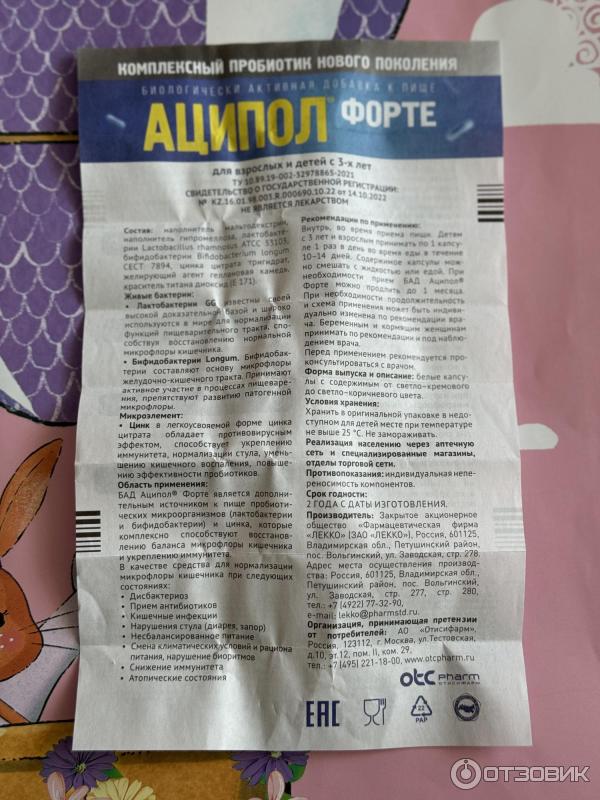 КОМПЛЕКСНЫЙ ПРОБИОТИК НОВОГО ПОКОЛЕНИЯ
БИОЛОГИЧЕСКИ АКТИВНАЯ ДОБАВКА К ПИЩЕ
АЦИПОЛ® ФОРТЕ
для взрослых и детей с 3-х лет
ТУ 10.89.19-002-32978865-2021
СВИДЕТЕЛЬСТВО О ГОСУДАРСТВЕННОЙ РЕГИСТРАЦИИ:
№ KZ.16.01.98.003.R.000690.10.22 от 14.10.2022
НЕ ЯВЛЯЕТСЯ ЛЕКАРСТВОМ
Состав: наполнитель мальтодекстрин,
наполнитель гипромеллоза, лактобакте-
рии Lactobacillus rhamnosus ATCC 53103,
бифидобактерии Bifidobacterium longum
CECT 7894, цинка цитрата тригидрат,
желирующий агент геллановая камедь,
краситель титана диоксид (E 171).
Живые бактерии:
• Лактобактерии GG известны своей
высокой доказательной базой и широко
используются в мире для нормализации
функций пищеварительного тракта, спо-
собствуя восстановлению нормальной
микрофлоры кишечника.
• Бифидобактерии Longum. Бифидобак-
терии составляют основу микрофлоры
желудочно-кишечного тракта. Принимают
активное участие в процессах пищеваре-
ния, препятствуют развитию патогенной
микрофлоры.
Микроэлемент:
• Цинк в легкоусвояемой форме цинка
цитрата обладает противовирусным
эффектом, способствует укреплению
иммунитета, нормализации стула, умень-
шению кишечного воспаления, повыше-
нию эффективности пробиотиков.
Область применения:
БАД Аципол® Форте является дополни-
тельным источником к пище пробиоти-
ческих микроорганизмов (лактобактерии
и бифидобактерии) и цинка, которые
комплексно способствуют восстанов-
лению баланса микрофлоры кишечника
и укреплению иммунитета.
В качестве средства для нормализации
микрофлоры кишечника при следующих
состояниях:
• Дисбактериоз
• Прием антибиотиков
• Кишечные инфекции
• Нарушения стула (диарея, запор)
• Несбалансированное питание
• Смена климатических условий и рациона
питания, нарушение биоритмов
• Снижение иммунитета
• Атопические состояния
Рекомендации по применению:
Внутрь, во время приема пищи. Детям
с 3 лет и взрослым принимать по 1 капсу-
ле 1 раз в день во время еды в течение
10–14 дней. Содержимое капсулы мож-
но смешать с жидкостью или едой. При
необходимости прием БАД Аципол®
Форте можно продлить до 1 месяца.
При необходимости продолжительность
и схема применения может быть индиви-
дуально изменена по рекомендации вра-
ча. Беременным и кормящим женщинам
принимать по рекомендации и под наблю-
дением врача.
Перед применением рекомендуется про-
консультироваться с врачом.
Форма выпуска и описание: белые капсу-
лы с содержимым от светло-кремового
до светло-коричневого цвета.
Условия хранения:
Хранить в оригинальной упаковке в недо-
ступном для детей месте при температуре
не выше 25 °C. Не замораживать.
Реализация населению через аптечную
сеть и специализированные магазины,
отделы торговой сети.
Противопоказания: индивидуальная непе-
реносимость компонентов.
Срок годности:
2 ГОДА С ДАТЫ ИЗГОТОВЛЕНИЯ.
Производитель: Закрытое акционерное
общество «Фармацевтическая фирма
«ЛЕККО» (ЗАО «ЛЕККО»), Россия, 601125,
Владимирская обл., Петушинский район,
пос. Вольгинский, ул. Заводская, стр. 278.
Адрес места осуществления производ-
ства: Россия, 601125, Владимирская обл.,
Петушинский район, пос. Вольгинский,
ул. Заводская, стр. 277, стр. 280,
тел.: +7 (4922) 77-32-90,
e-mail: lekko@pharmstd.ru.
Организация, принимающая претензии
от потребителей: АО «Отисифарм»,
Россия, 123112, г. Москва, ул.Тестовская,
д.10, эт.12, пом. II, ком. 29.
тел.: +7 (495) 221-18-00, www.otcpharm.ru
otc pharm
ОТИСИФАРМ
EAC
22
PAP
ОТЗОВИК